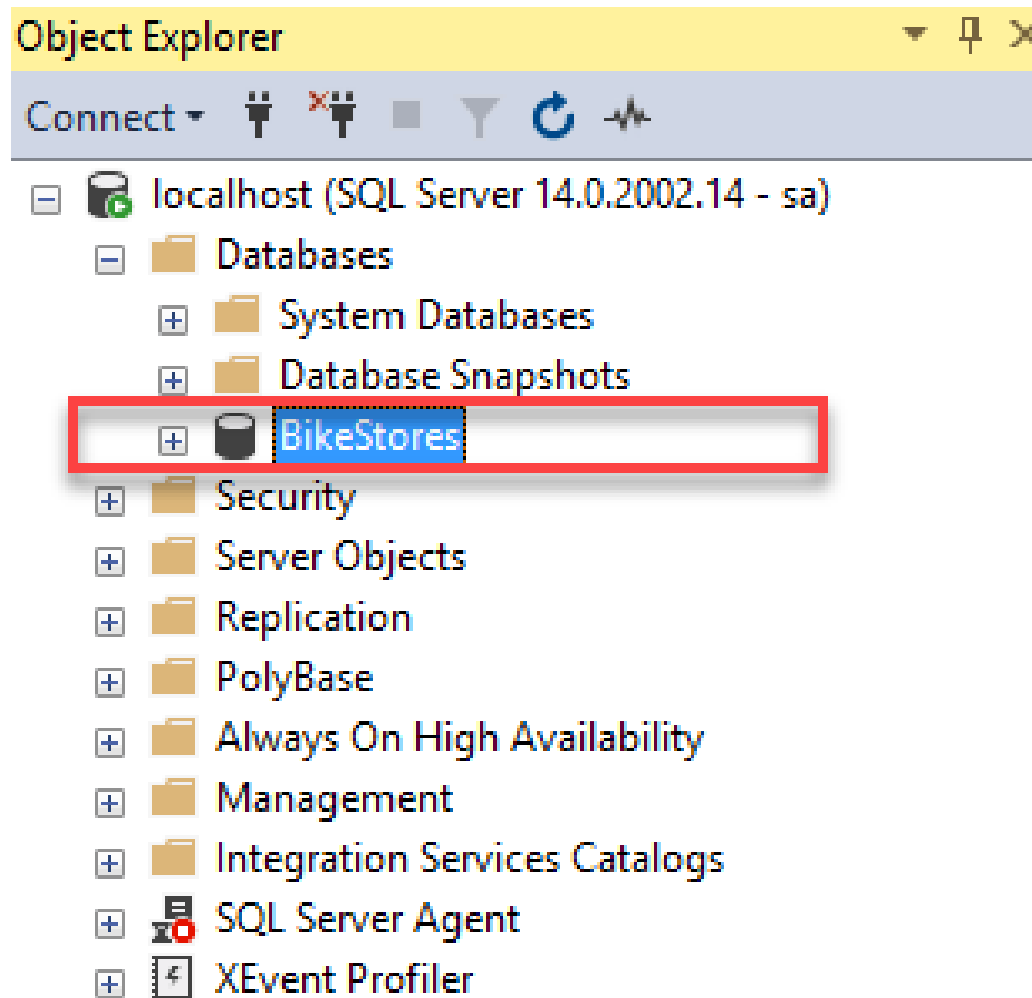 Object Explorer
Connect
localhost (SQL Server 14.0.2002.14 - sa)
Databases
System Databases
Database Snapshots
BikeStores
Security
Server Objects
Replication
PolyBase
Always On High Availability
Management
Integration Services Catalogs
SQL Server Agent
XEvent Profiler